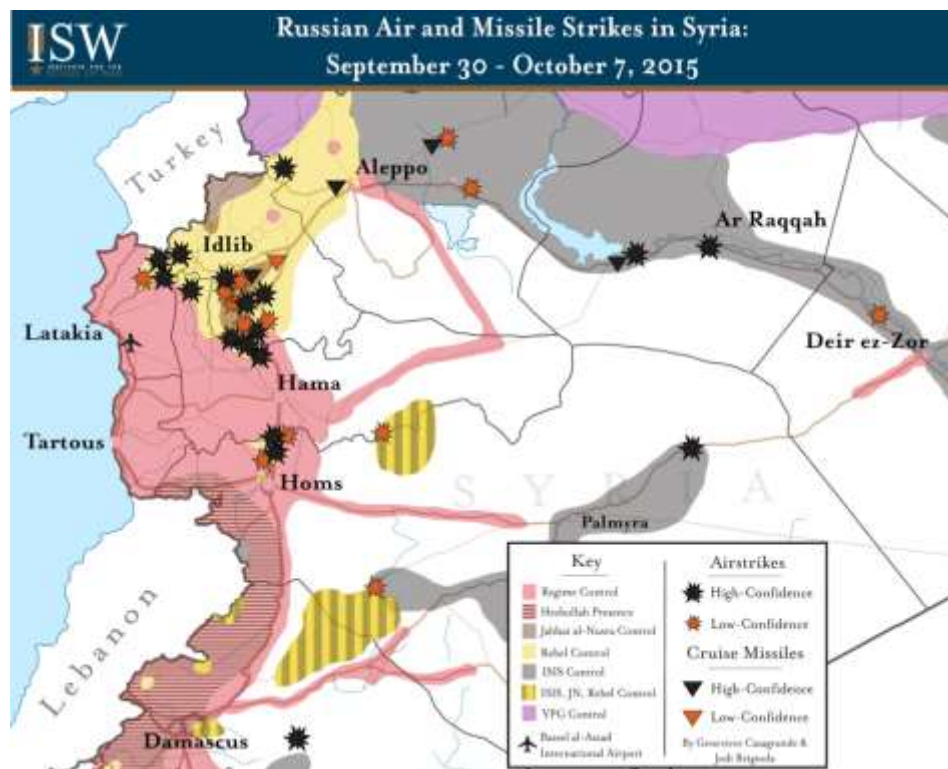 ISW
Russian Air and Missile Strikes in Syria:
September 30 - October 7, 2015
Turkey
Aleppo
Idlib
Ar Raqqah
Latakia
Deir ez-Zor
Hama
Tartous
Homs
SYRIA
Palmyra
Lebanon
Damascus
Key
Regime Control
Hezbollah Presence
Jabhat al-Nusra Control
Rebel Control
ISIS Control
ISIS, JN, Rebel Control
YPG Control
Bassel al-Assad
International Airport
Airstrikes
High-Confidence
Low-Confidence
Cruise Missiles
High-Confidence
Low-Confidence
By Genevieve Casagrande &
Jodi Brignola